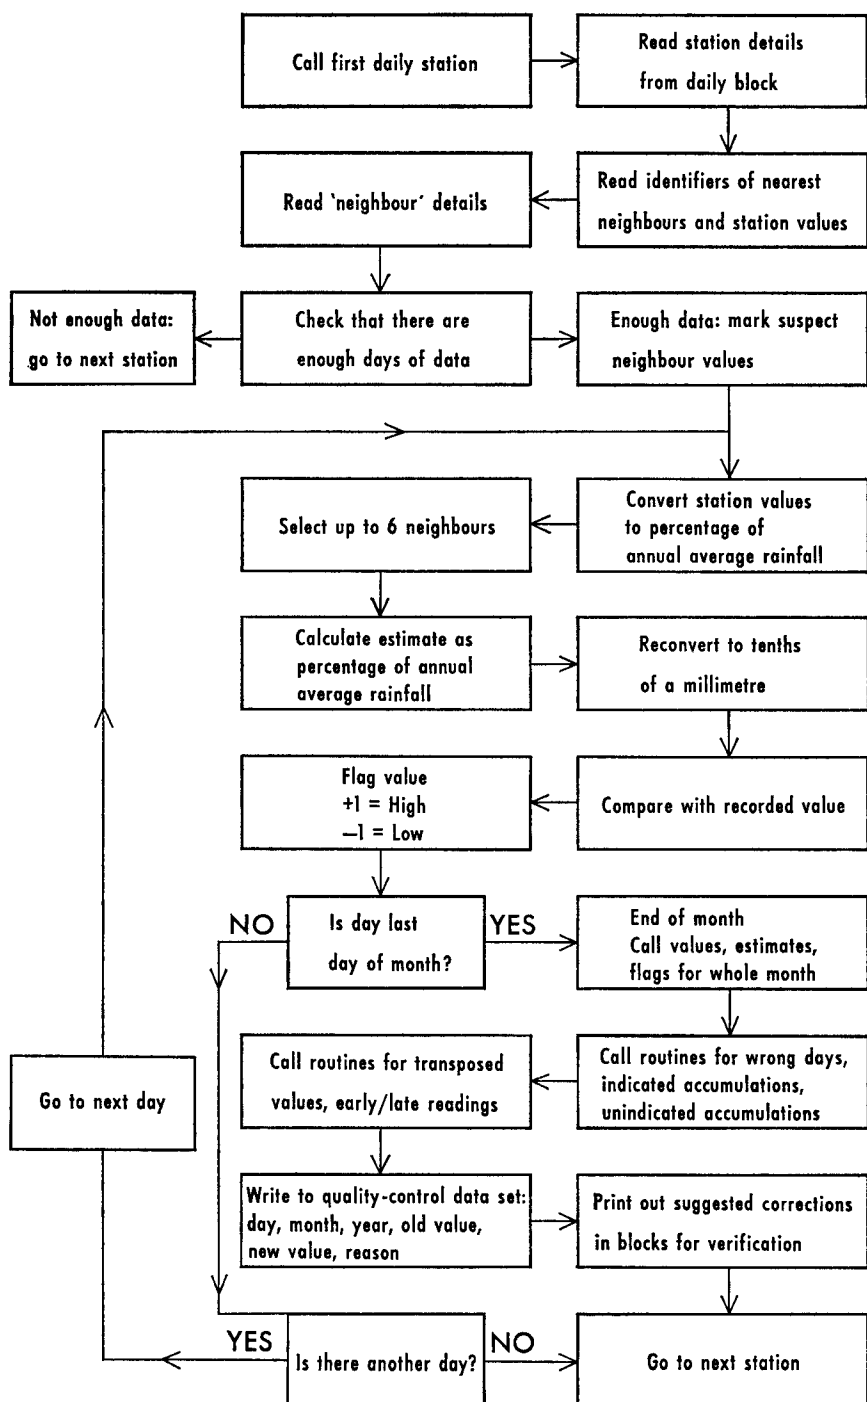 Call first daily station
Read station details
from daily block
Read 'neighbour' details
Read identifiers of nearest
neighbours and station values
Not enough data:
go to next station
Check that there are
enough days of data
Enough data: mark suspect
neighbour values
Select up to 6 neighbours
Convert station values
to percentage of
annual average rainfall
Calculate estimate as
percentage of annual
average rainfall
Reconvert to tenths
of a millimetre
Flag value
+1 = High
—1 = Low
Compare with recorded value
NO
Is day last
day of month?
YES
End of month
Call values, estimates,
flags for whole month
Go to next day
Call routines for transposed
values, early/late readings
Call routines for wrong days,
indicated accumulations,
unindicated accumulations
Write to quality-control data set:
day, month, year, old value,
new value, reason
Print out suggested corrections
in blocks for verification
YES
Is there another day?
NO
Go to next station